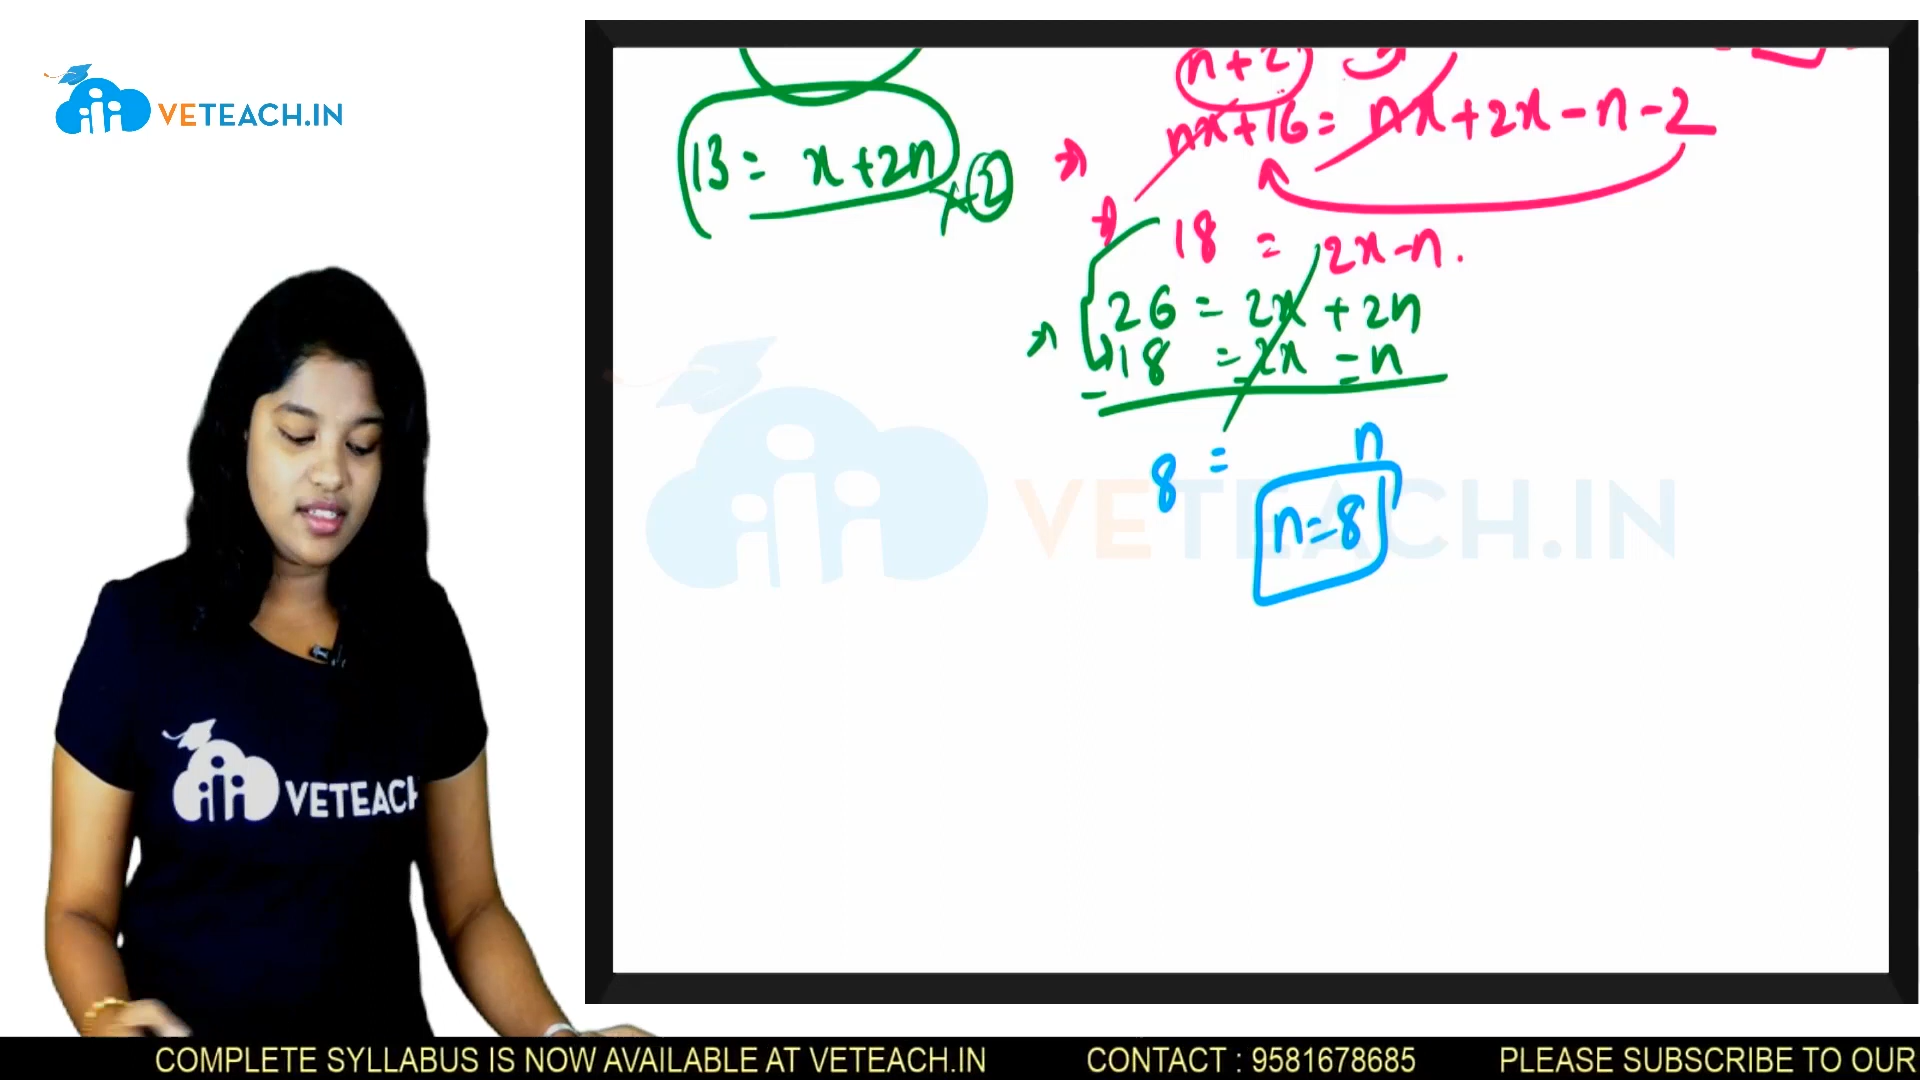 VETEACH.IN
n+2
13 = x+2n
×2
nx+16 = nx+2x-n-2
18 = 2x-n.
26 = 2x + 2n
18 = 2x - n
8 = n
n=8
VETEACH.IN
VETEACH
COMPLETE SYLLABUS IS NOW AVAILABLE AT VETEACH.IN CONTACT : 9581678685 PLEASE SUBSCRIBE TO OUR